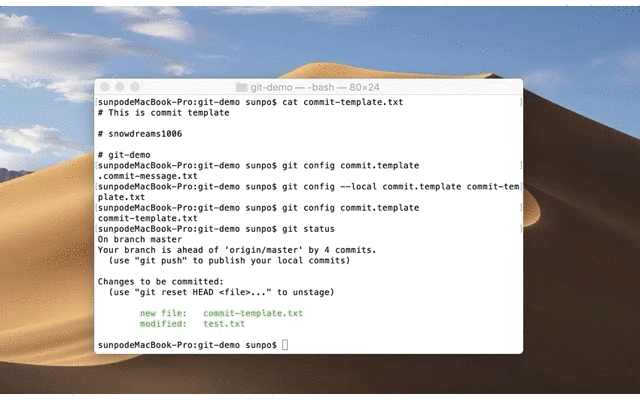 git-demo — -bash — 80×24
sunpodeMacBook-Pro:git-demo sunpo$ cat commit-template.txt
# This is commit template
# snowdreams1006
# git-demo
sunpodeMacBook-Pro:git-demo sunpo$ git config commit.template
.commit-message.txt
sunpodeMacBook-Pro:git-demo sunpo$ git config --local commit.template commit-tem
plate.txt
sunpodeMacBook-Pro:git-demo sunpo$ git config commit.template
commit-template.txt
sunpodeMacBook-Pro:git-demo sunpo$ git status
On branch master
Your branch is ahead of 'origin/master' by 4 commits.
(use "git push" to publish your local commits)
Changes to be committed:
(use "git reset HEAD <file>..." to unstage)
new file: commit-template.txt
modified: test.txt
sunpodeMacBook-Pro:git-demo sunpo$